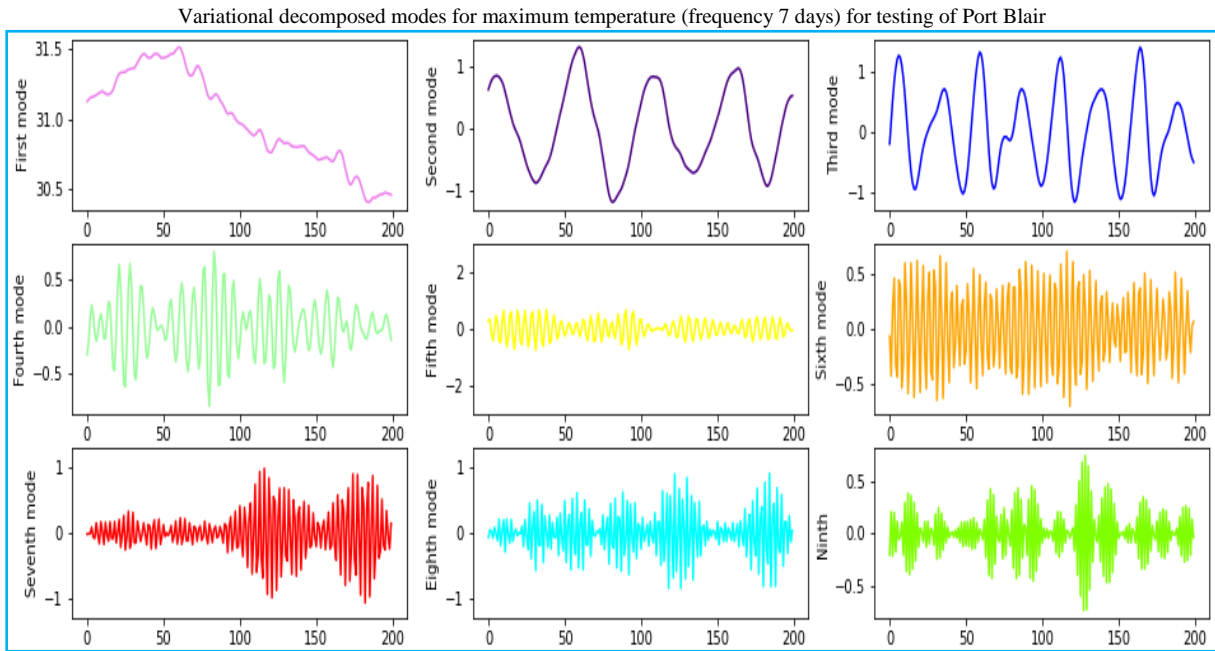 Variational decomposed modes for maximum temperature (frequency 7 days) for testing of Port Blair
First mode
31.5
31.0
30.5
0 50 100 150 200
Second mode
1
0
−1
0 50 100 150 200
Third mode
1
0
−1
0 50 100 150 200
Fourth mode
0.5
0.0
−0.5
0 50 100 150 200
Fifth mode
2
0
−2
0 50 100 150 200
Sixth mode
0.5
0.0
−0.5
0 50 100 150 200
Seventh mode
1
0
−1
0 50 100 150 200
Eighth mode
1
0
−1
0 50 100 150 200
Ninth
0.5
0.0
−0.5
0 50 100 150 200